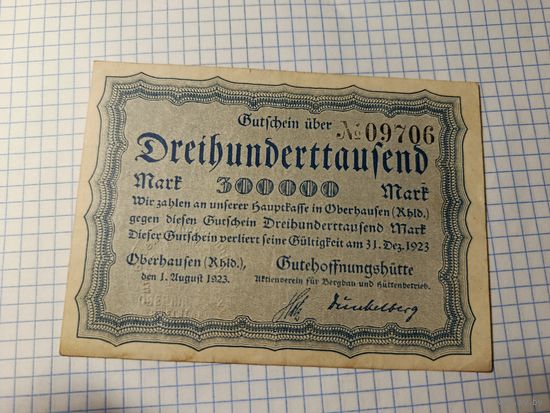 Gutschein über № 09706
Dreihunderttausend
Mark 300000 Mark
Wir zahlen an unserer Hauptkasse in Oberhausen (Rhld.)
gegen diesen Gutschein Dreihunderttausend Mark
Dieser Gutschein verliert seine Gültigkeit am 31. Dez. 1923
Oberhausen (Rhld.), Gutehoffnungshütte
den 1. August 1923. Aktienverein für Bergbau und Hüttenbetrieb.
Dunkelberg